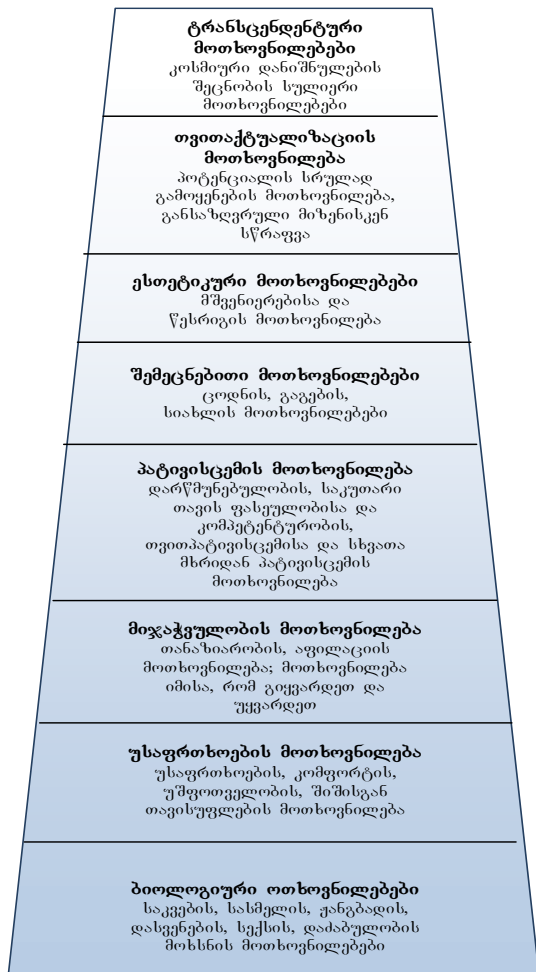 ტრანსცენდენტური
მოთხოვნილებები
კოსმიური დანიშნულების
შეცნობის სულიერი
მოთხოვნილებები
თვითაქტუალიზაციის
მოთხოვნილება
პოტენციალის სრულად
გამოყენების მოთხოვნილება,
განსაზღვრული მიზენისკენ
სწრაფვა
ესთეტიკური მოთხოვნილებები
მშვენიერებისა და
წესრიგის მოთხოვნილება
შემეცნებითი მოთხოვნილებები
ცოდნის, გაგების,
სიახლის მოთხოვნილებები
პატივისცემის მოთხოვნილება
დარწმუნებულობის, საკუთარი
თავის ფასეულობისა და
კომპეტენტურობის,
თვითპატივისცემისა და სხვათა
მხრიდან პატივისცემის
მოთხოვნილება
მიჯაჭვულობის მოთხოვნილება
თანაზიარობის, აფილაციის
მოთხოვნილება; მოთხოვნილება
იმისა, რომ გიყვარდეთ და
უყვარდეთ
უსაფრთხოების მოთხოვნილება
უსაფრთხოების, კომფორტის,
უშფოთველობის, შიშისგან
თავისუფლების მოთხოვნილება
ბიოლოგიური ოთხოვნილებები
საკვების, სასმელის, ჟანგბადის,
დასვენების, სექსის, დაძაბულობის
მოხსნის მოთხოვნილებები